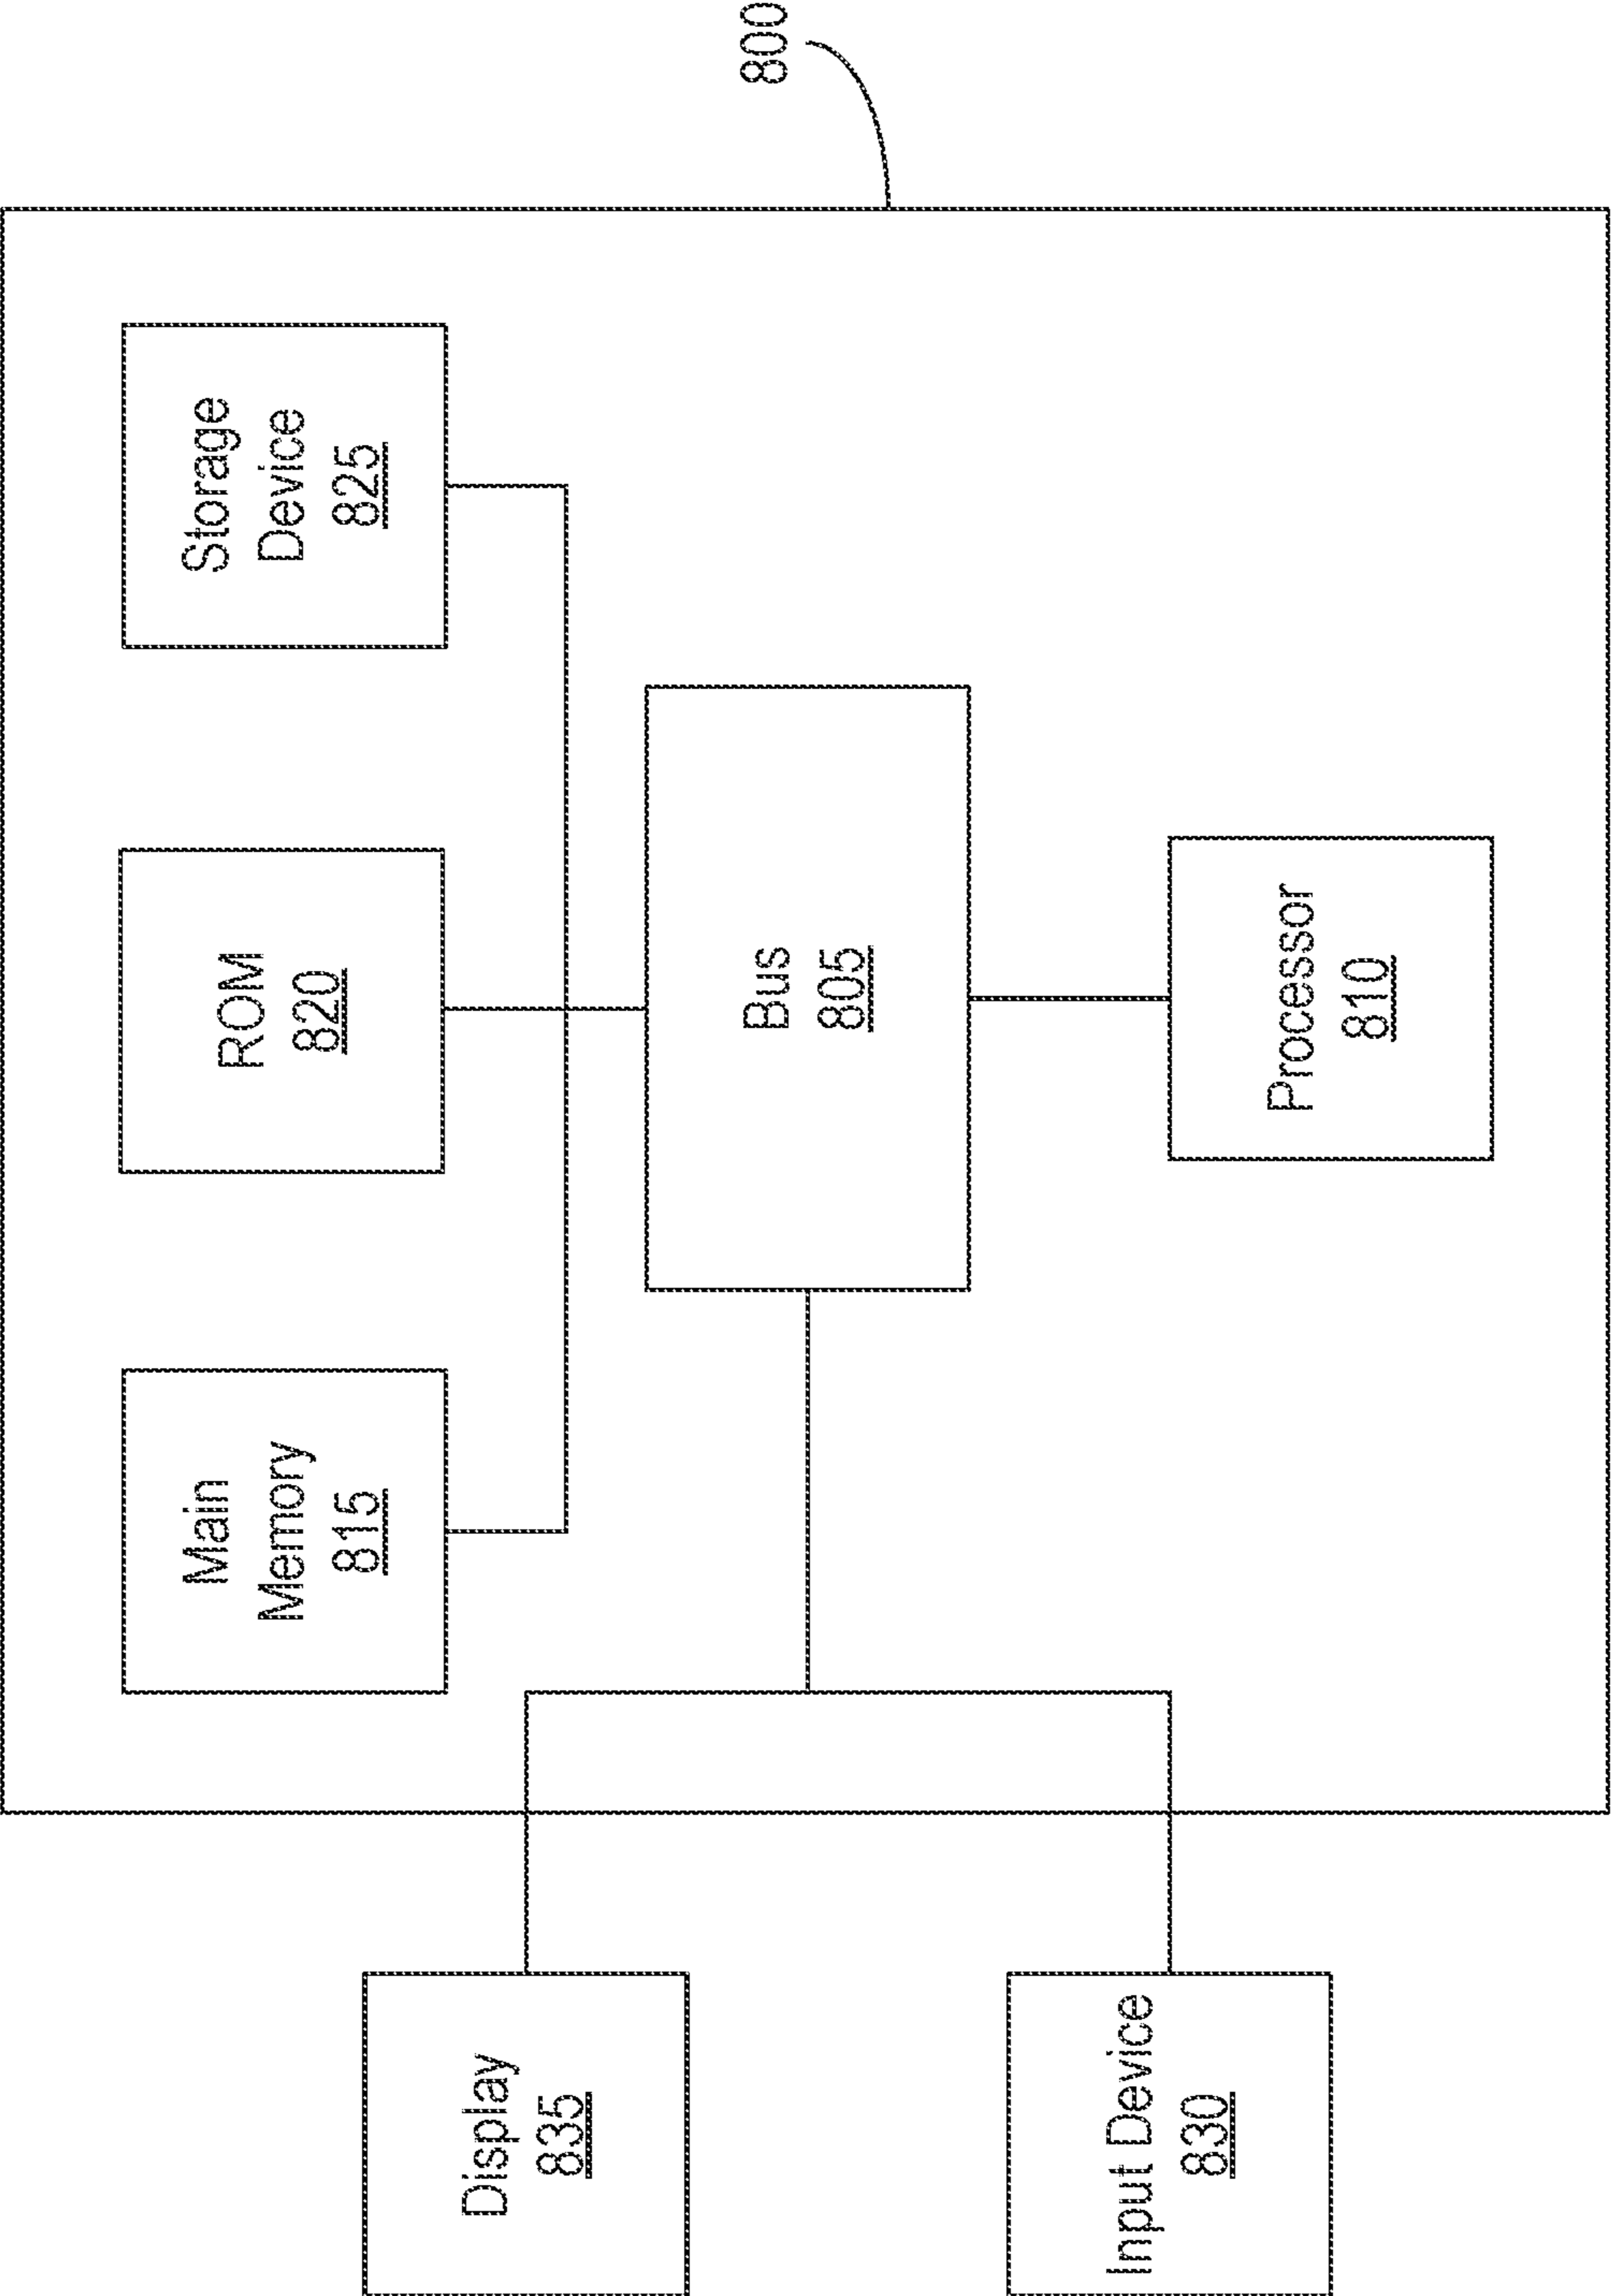 800
Main
Memory
815
ROM
820
Storage
Device
825
Display
835
Bus
805
Input Device
830
Processor
810